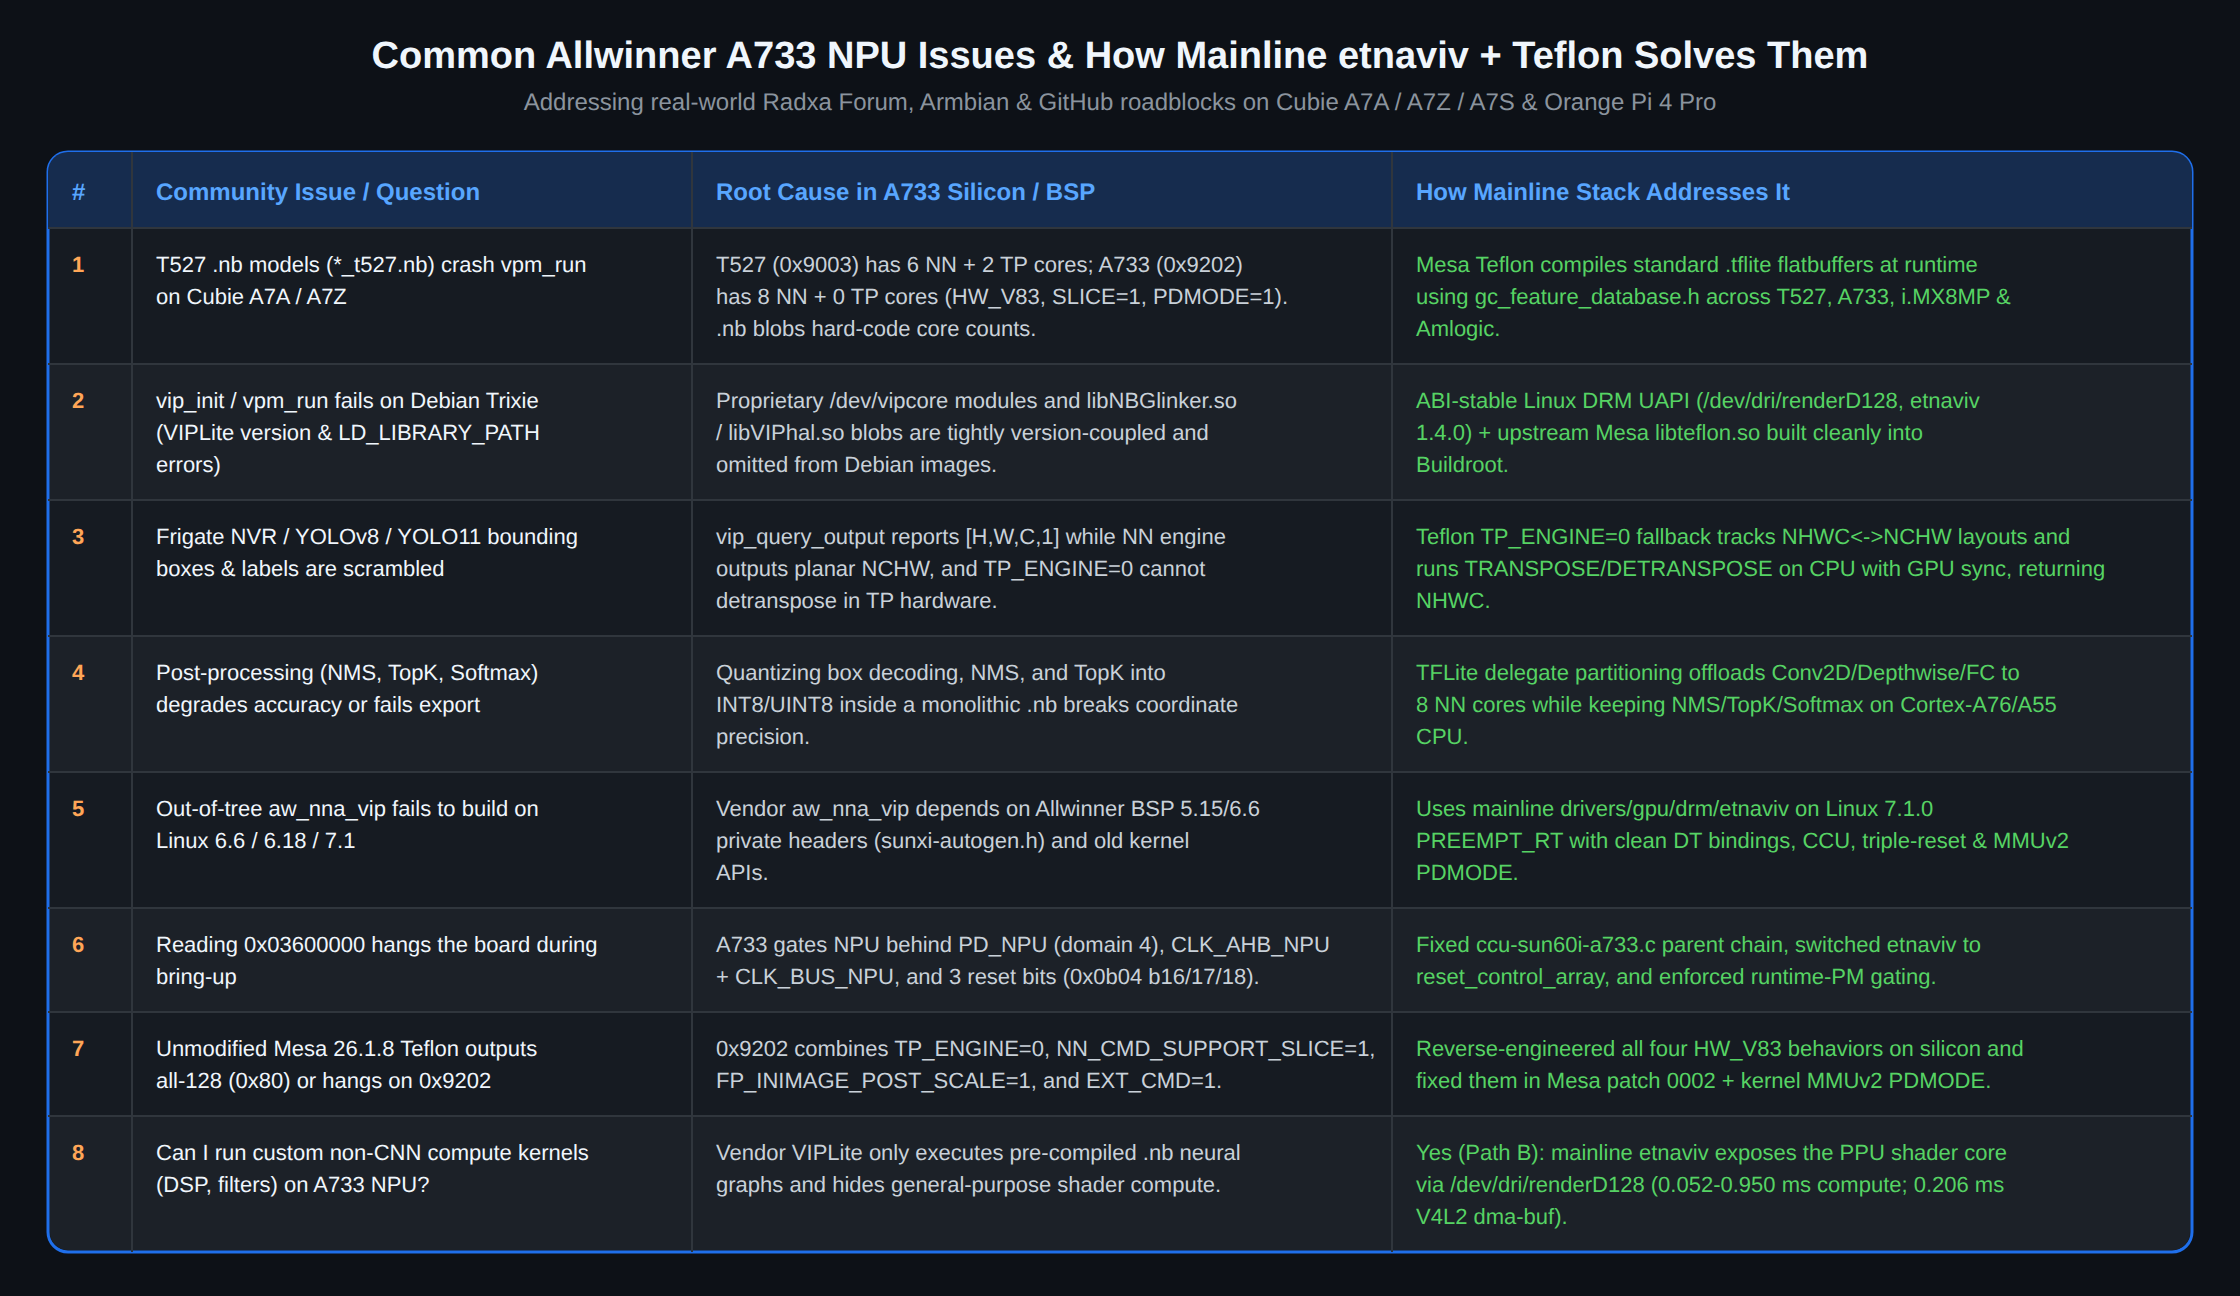 Common Allwinner A733 NPU Issues & How Mainline etnaviv + Teflon Solves Them
Addressing real-world Radxa Forum, Armbian & GitHub roadblocks on Cubie A7A / A7Z / A7S & Orange Pi 4 Pro
#
Community Issue / Question
Root Cause in A733 Silicon / BSP
How Mainline Stack Addresses It
1
T527 .nb models (*_t527.nb) crash vpm_run
on Cubie A7A / A7Z
T527 (0x9003) has 6 NN + 2 TP cores; A733 (0x9202)
has 8 NN + 0 TP cores (HW_V83, SLICE=1, PDMODE=1).
.nb blobs hard-code core counts.
Mesa Teflon compiles standard .tflite flatbuffers at runtime
using gc_feature_database.h across T527, A733, i.MX8MP &
Amlogic.
2
vip_init / vpm_run fails on Debian Trixie
(VIPLite version & LD_LIBRARY_PATH
errors)
Proprietary /dev/vipcore modules and libNBGlinker.so
/ libVIPhal.so blobs are tightly version-coupled and
omitted from Debian images.
ABI-stable Linux DRM UAPI (/dev/dri/renderD128, etnaviv
1.4.0) + upstream Mesa libteflon.so built cleanly into
Buildroot.
3
Frigate NVR / YOLOv8 / YOLO11 bounding
boxes & labels are scrambled
vip_query_output reports [H,W,C,1] while NN engine
outputs planar NCHW, and TP_ENGINE=0 cannot
detranspose in TP hardware.
Teflon TP_ENGINE=0 fallback tracks NHWC<->NCHW layouts and
runs TRANSPOSE/DETRANSPOSE on CPU with GPU sync, returning
NHWC.
4
Post-processing (NMS, TopK, Softmax)
degrades accuracy or fails export
Quantizing box decoding, NMS, and TopK into
INT8/UINT8 inside a monolithic .nb breaks coordinate
precision.
TFLite delegate partitioning offloads Conv2D/Depthwise/FC to
8 NN cores while keeping NMS/TopK/Softmax on Cortex-A76/A55
CPU.
5
Out-of-tree aw_nna_vip fails to build on
Linux 6.6 / 6.18 / 7.1
Vendor aw_nna_vip depends on Allwinner BSP 5.15/6.6
private headers (sunxi-autogen.h) and old kernel
APIs.
Uses mainline drivers/gpu/drm/etnaviv on Linux 7.1.0
PREEMPT_RT with clean DT bindings, CCU, triple-reset & MMUv2
PDMODE.
6
Reading 0x03600000 hangs the board during
bring-up
A733 gates NPU behind PD_NPU (domain 4), CLK_AHB_NPU
+ CLK_BUS_NPU, and 3 reset bits (0x0b04 b16/17/18).
Fixed ccu-sun60i-a733.c parent chain, switched etnaviv to
reset_control_array, and enforced runtime-PM gating.
7
Unmodified Mesa 26.1.8 Teflon outputs
all-128 (0x80) or hangs on 0x9202
0x9202 combines TP_ENGINE=0, NN_CMD_SUPPORT_SLICE=1,
FP_INIMAGE_POST_SCALE=1, and EXT_CMD=1.
Reverse-engineered all four HW_V83 behaviors on silicon and
fixed them in Mesa patch 0002 + kernel MMUv2 PDMODE.
8
Can I run custom non-CNN compute kernels
(DSP, filters) on A733 NPU?
Vendor VIPLite only executes pre-compiled .nb neural
graphs and hides general-purpose shader compute.
Yes (Path B): mainline etnaviv exposes the PPU shader core
via /dev/dri/renderD128 (0.052-0.950 ms compute; 0.206 ms
V4L2 dma-buf).